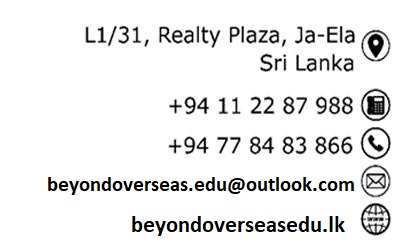 L1/31, Realty Plaza, Ja-Ela
Sri Lanka
+94 11 22 87 988
+94 77 84 83 866
beyondoverseas.edu@outlook.com
beyondoverseasedu.lk